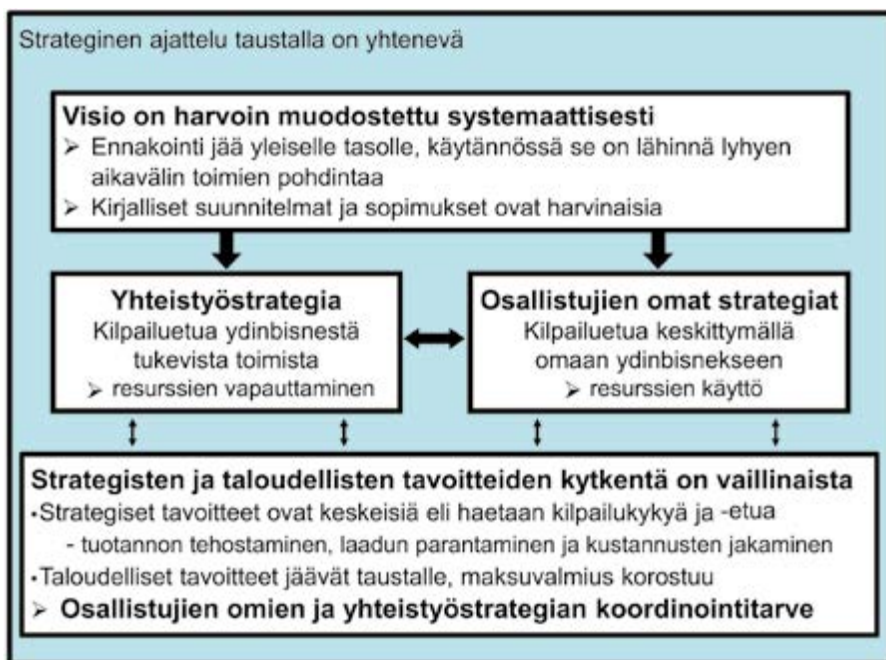 Strateginen ajattelu taustalla on yhtenevä
Visio on harvoin muodostettu systemaattisesti
➢ Ennakointi jää yleiselle tasolle, käytännössä se on lähinnä lyhyen
aikavälin toimien pohdintaa
➢ Kirjalliset suunnitelmat ja sopimukset ovat harvinaisia
Yhteistyöstrategia
Kilpailuetua ydinbisnestä
tukevista toimista
➢ resurssien vapauttaminen
Osallistujien omat strategiat
Kilpailuetua keskittymällä
omaan ydinbisnekseen
➢ resurssien käyttö
Strategisten ja taloudellisten tavoitteiden kytkentä on vaillinaista
•Strategiset tavoitteet ovat keskeisiä eli haetaan kilpailukykyä ja -etua
- tuotannon tehostaminen, laadun parantaminen ja kustannusten jakaminen
•Taloudelliset tavoitteet jäävät taustalle, maksuvalmius korostuu
➢ Osallistujien omien ja yhteistyöstrategian koordinointitarve